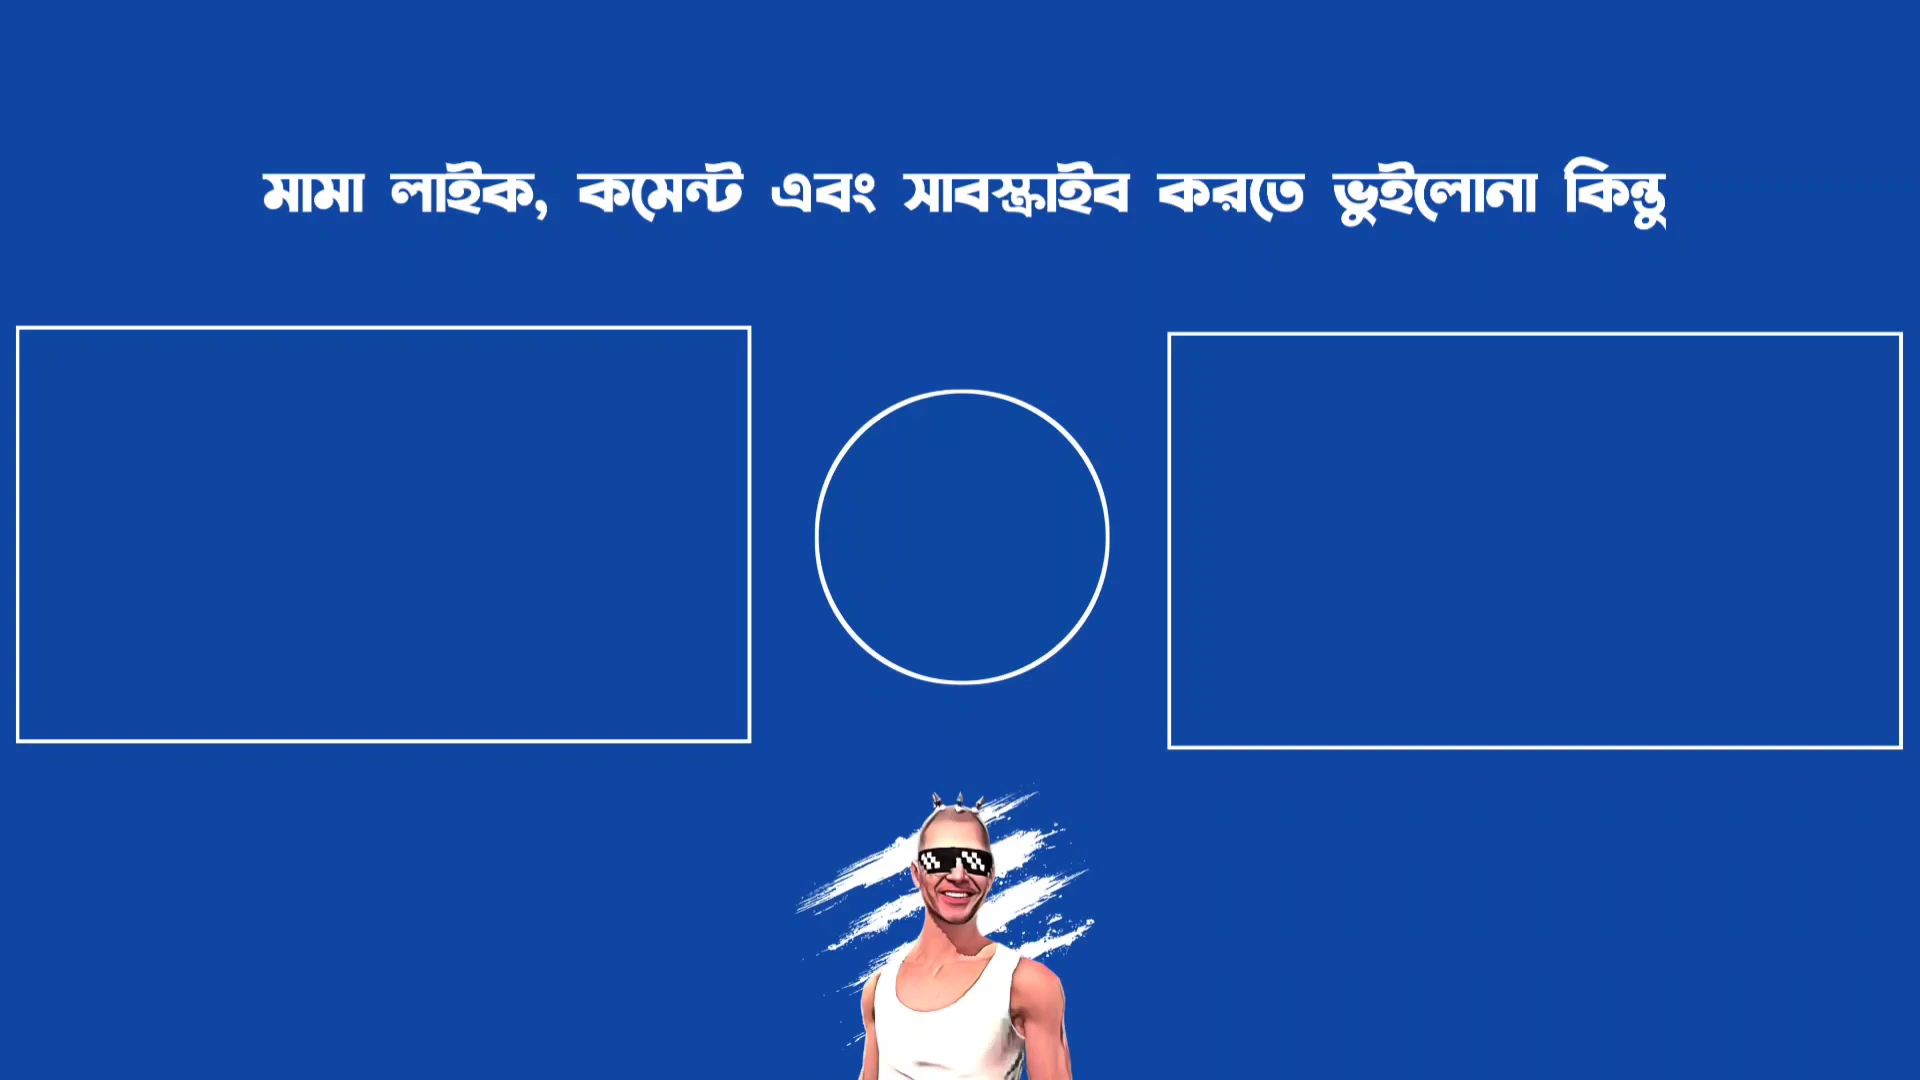 মামা লাইক, কমেন্ট এবং সাবস্ক্রাইব করতে ভুইলোনা কিন্তু